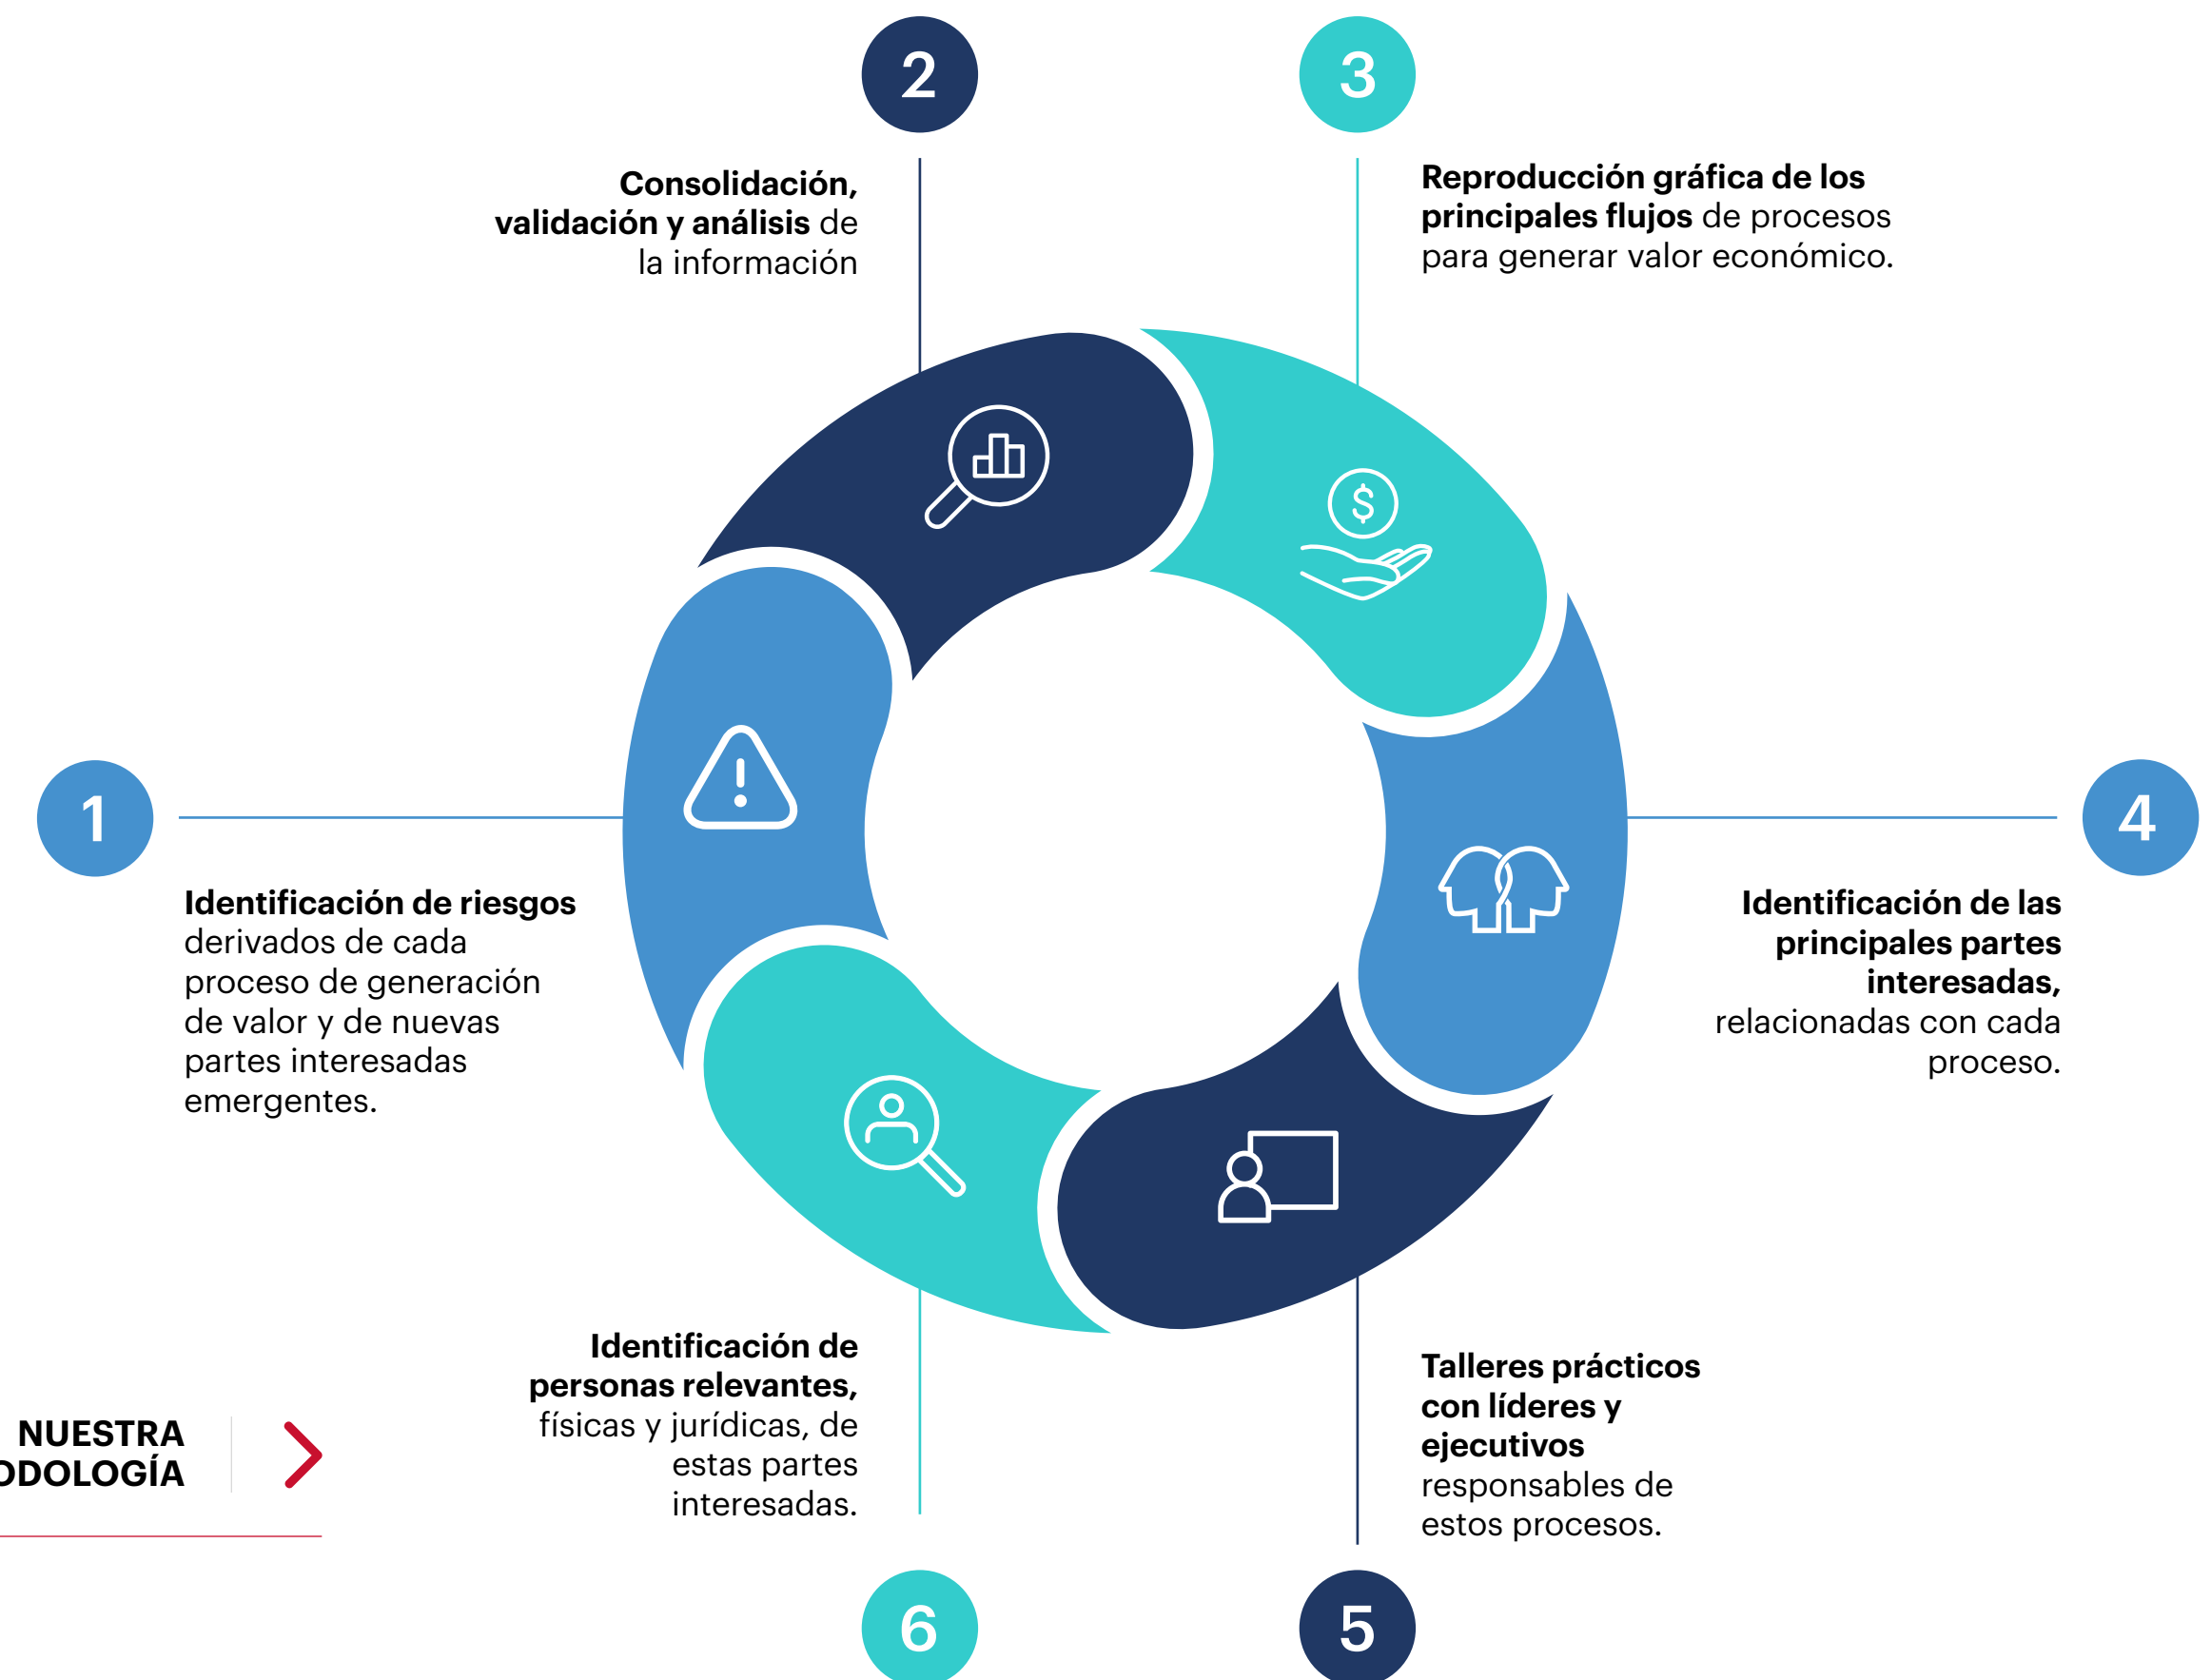 2
Consolidación,
validación y análisis de
la información
3
Reproducción gráfica de los
principales flujos de procesos
para generar valor económico.
$
1
Identificación de riesgos
derivados de cada
proceso de generación
de valor y de nuevas
partes interesadas
emergentes.
4
Identificación de las
principales partes
interesadas,
relacionadas con cada
proceso.
Identificación de
personas relevantes,
físicas y jurídicas, de
estas partes
interesadas.
6
Talleres prácticos
con líderes y
ejecutivos
responsables de
estos procesos.
5
NUESTRA
ODOLOGÍA